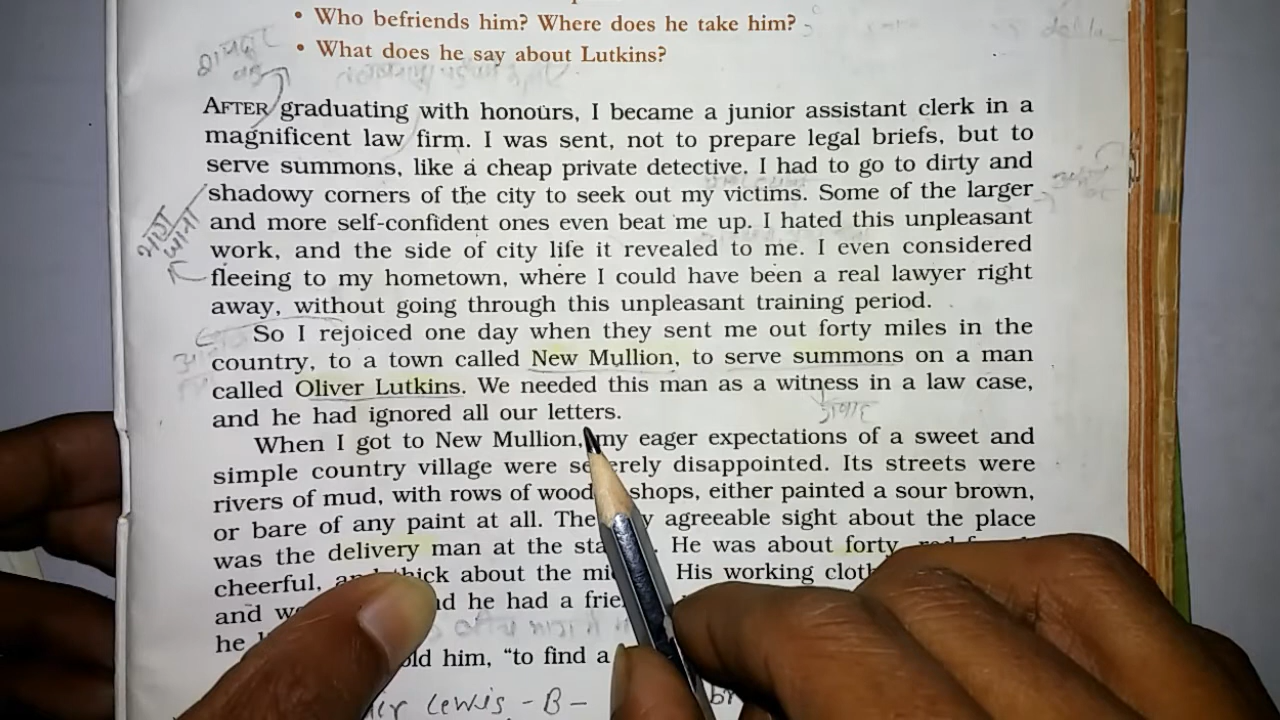 • Who befriends him? Where does he take him?
• What does he say about Lutkins?
AFTER graduating with honours, I became a junior assistant clerk in a
magnificent law firm. I was sent, not to prepare legal briefs, but to
serve summons, like a cheap private detective. I had to go to dirty and
shadowy corners of the city to seek out my victims. Some of the larger
and more self-confident ones even beat me up. I hated this unpleasant
work, and the side of city life it revealed to me. I even considered
fleeing to my hometown, where I could have been a real lawyer right
away, without going through this unpleasant training period.
So I rejoiced one day when they sent me out forty miles in the
country, to a town called New Mullion, to serve summons on a man
called Oliver Lutkins. We needed this man as a witness in a law case,
and he had ignored all our letters.
गवाह
When I got to New Mullion, my eager expectations of a sweet and
simple country village were severely disappointed. Its streets were
rivers of mud, with rows of wooden shops, either painted a sour brown,
or bare of any paint at all. The agreeable sight about the place
was the delivery man at the sta He was about forty
cheerful, thick about the mi His working clot
and w he had a frie
he
old him, “to find a
Lewis - B -